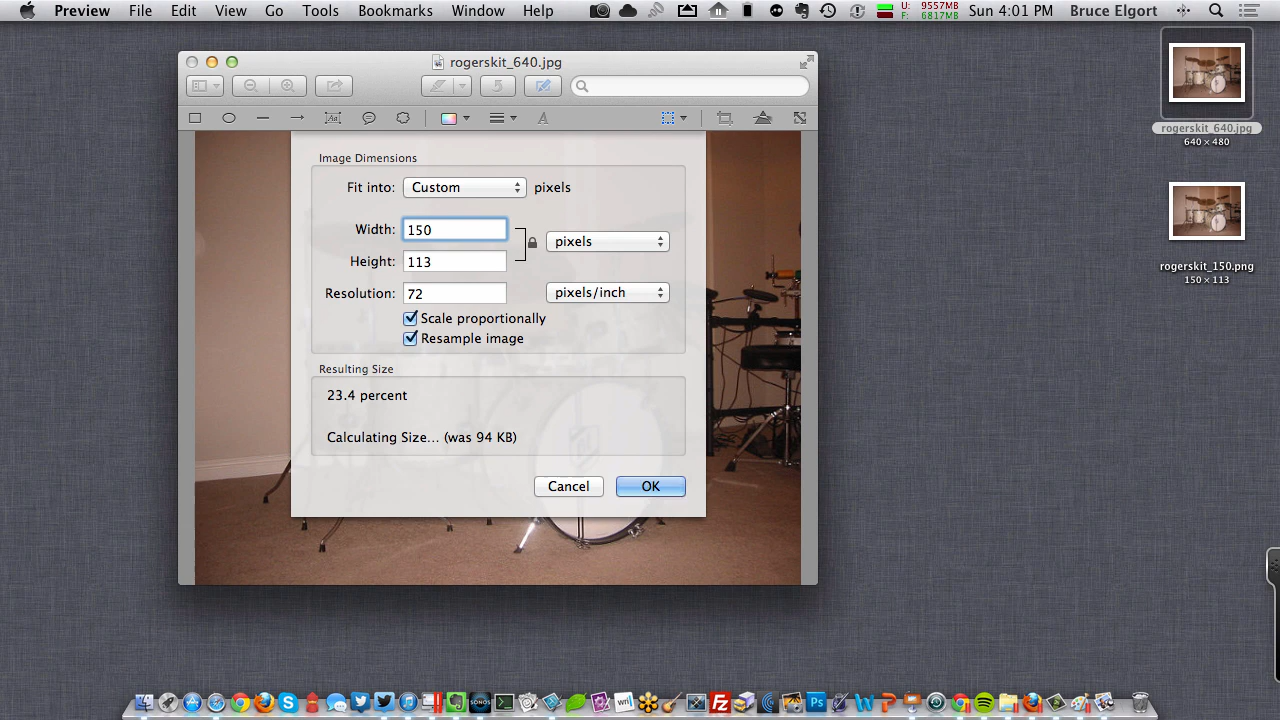 Preview File Edit View Go Tools Bookmarks Window Help U: 9557MB F: 6817MB Sun 4:01 PM Bruce Elgort
rogerskit_640.jpg
Image Dimensions
Fit into: Custom pixels
Width: 150
pixels
Height: 113
Resolution: 72 pixels/inch
Scale proportionally
Resample image
Resulting Size
23.4 percent
Calculating Size... (was 94 KB)
Cancel OK
rogerskit_640.jpg
640 × 480
rogerskit_150.png
150 × 113